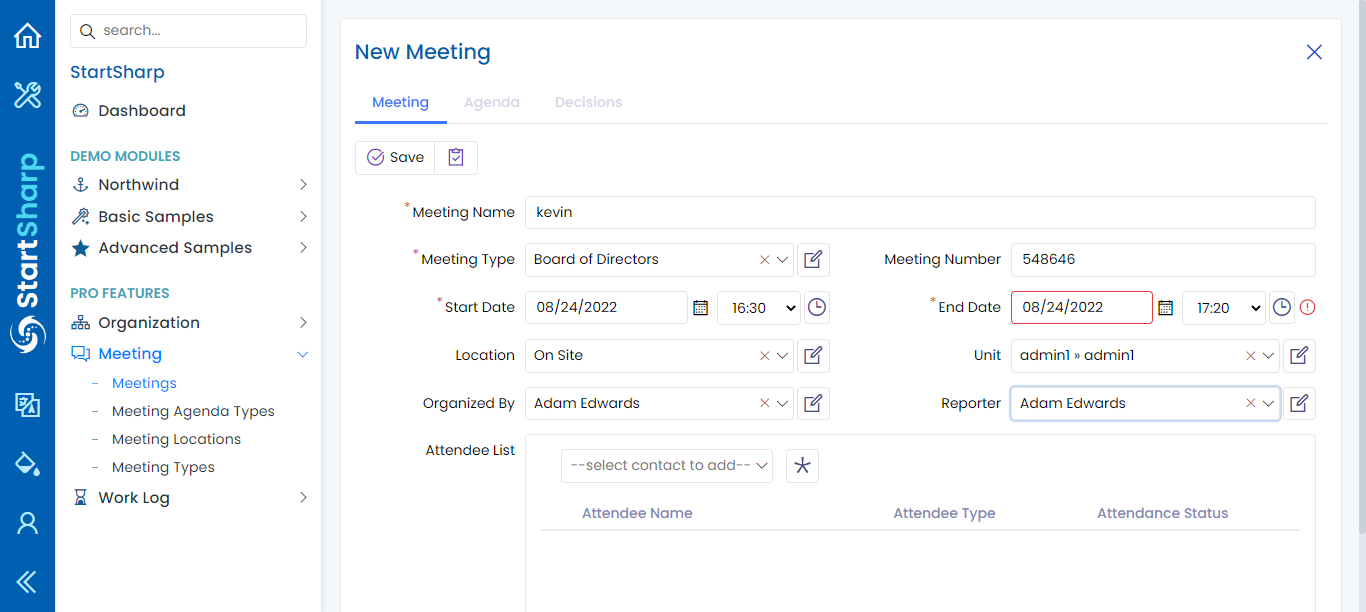 search...
StartSharp
Dashboard
DEMO MODULES
Northwind
Basic Samples
Advanced Samples
PRO FEATURES
Organization
Meeting
- Meetings
- Meeting Agenda Types
- Meeting Locations
- Meeting Types
Work Log
StartSharp
New Meeting
Meeting Agenda Decisions
Save
*Meeting Name kevin
*Meeting Type Board of Directors Meeting Number 548646
*Start Date 08/24/2022 16:30 *End Date 08/24/2022 17:20
Location On Site Unit admin1 » admin1
Organized By Adam Edwards Reporter Adam Edwards
Attendee List
--select contact to add--
Attendee Name Attendee Type Attendance Status